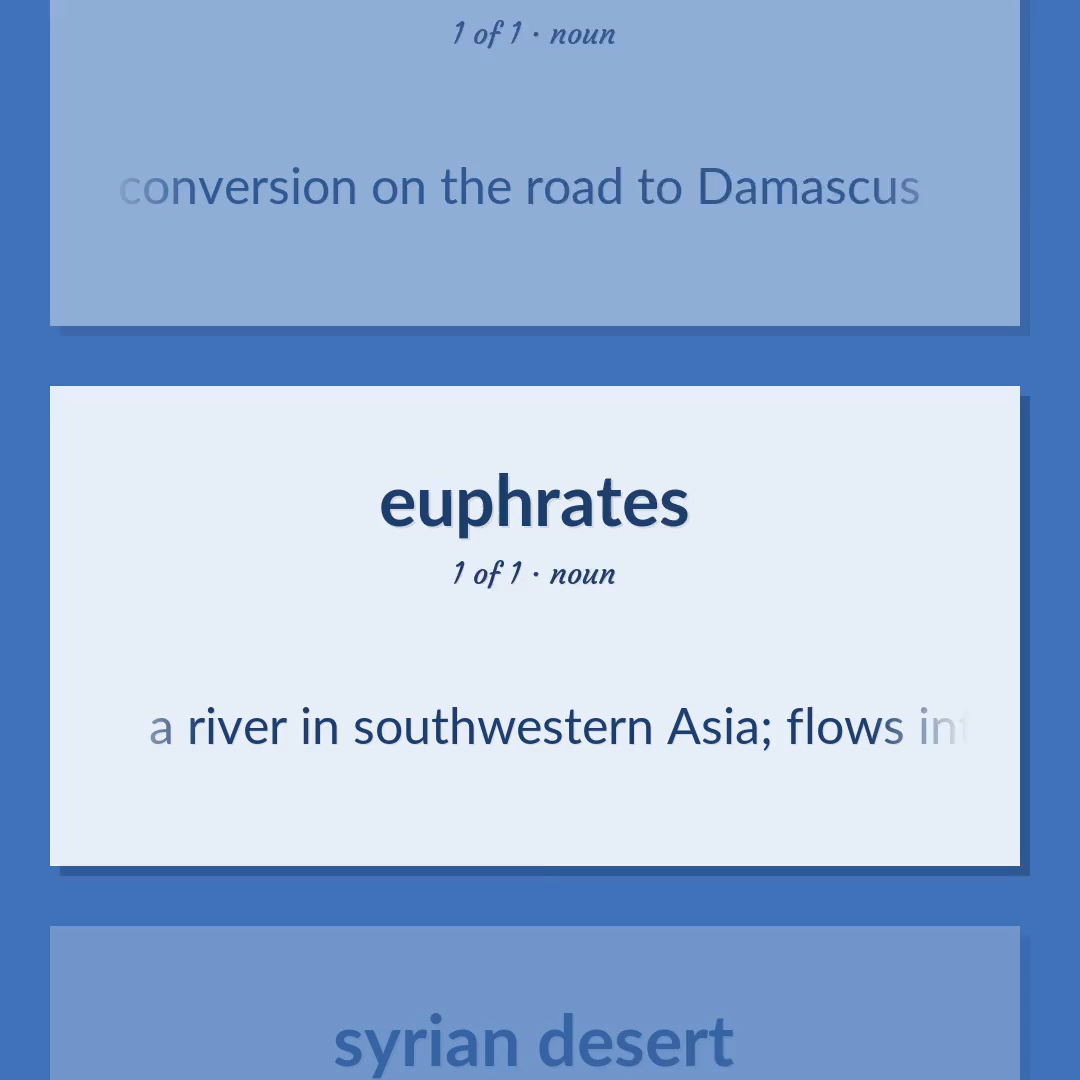 1 of 1 · noun
conversion on the road to Damascus
euphrates
1 of 1 · noun
a river in southwestern Asia; flows
syrian desert